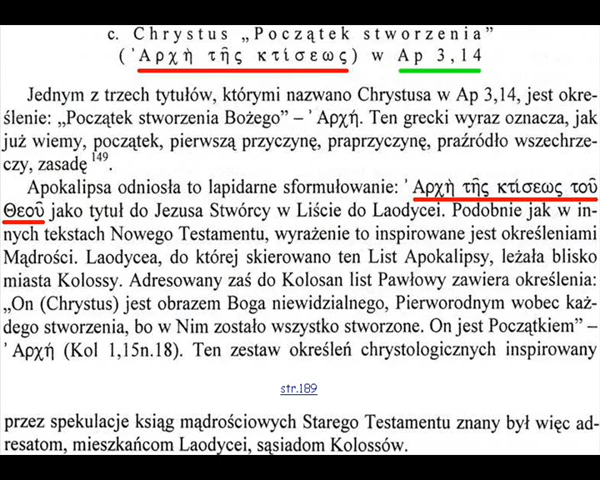 c. Chrystus „Początek stworzenia”
(᾿Αρχὴ τῆς κτίσεως) w Ap 3,14
Jednym z trzech tytułów, którymi nazwano Chrystusa w Ap 3,14, jest okre-
ślenie: „Początek stworzenia Bożego” – ᾿Αρχή. Ten grecki wyraz oznacza, jak
już wiemy, początek, pierwszą przyczynę, praprzyczynę, praźródło wszechrze-
czy, zasadę 149.
Apokalipsa odniosła to lapidarne sformułowanie: ᾿Αρχὴ τῆς κτίσεως τοῦ
Θεοῦ jako tytuł do Jezusa Stwórcy w Liście do Laodycei. Podobnie jak w in-
nych tekstach Nowego Testamentu, wyrażenie to inspirowane jest określeniami
Mądrości. Laodycea, do której skierowano ten List Apokalipsy, leżała blisko
miasta Kolossy. Adresowany zaś do Kolosan list Pawłowy zawiera określenia:
„On (Chrystus) jest obrazem Boga niewidzialnego, Pierworodnym wobec każ-
dego stworzenia, bo w Nim zostało wszystko stworzone. On jest Początkiem” –
᾿Αρχή (Kol 1,15n.18). Ten zestaw określeń chrystologicznych inspirowany
str.189
przez spekulacje ksiąg mądrościowych Starego Testamentu znany był więc ad-
resatom, mieszkańcom Laodycei, sąsiadom Kolossów.